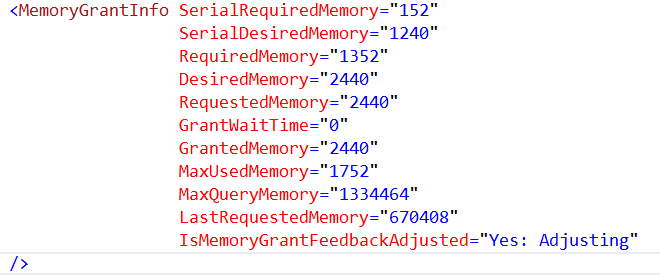 <MemoryGrantInfo SerialRequiredMemory="152"
SerialDesiredMemory="1240"
RequiredMemory="1352"
DesiredMemory="2440"
RequestedMemory="2440"
GrantWaitTime="0"
GrantedMemory="2440"
MaxUsedMemory="1752"
MaxQueryMemory="1334464"
LastRequestedMemory="670408"
IsMemoryGrantFeedbackAdjusted="Yes: Adjusting"
/>